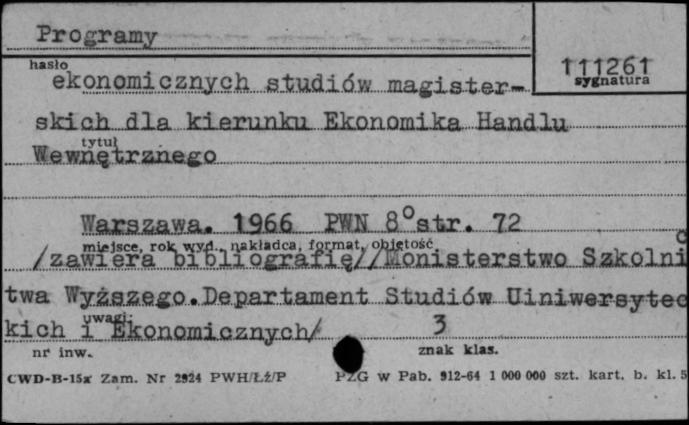 Programy
hasło
111261
sygnatura
ekonomicznych studiów magister-
skich dla kierunku Ekonomika Handlu
tytuł
Wewnętrznego
Warszawa. 1966 PWN 8° str. 72
miejsce, rok wyd., nakładca, format, objętość
/zawiera bibliografię//Monisterstwo Szkolnic
twa Wyższego.Departament Studiów Uiniwersytec
uwagi:
kich i Ekonomicznych/ 3
nr inw. znak klas.
CWD-B-15x Zam. Nr 2924 PWH/Łż/P PZG w Pab. 912-64 1 000 000 szt. kart. b. kl. 5